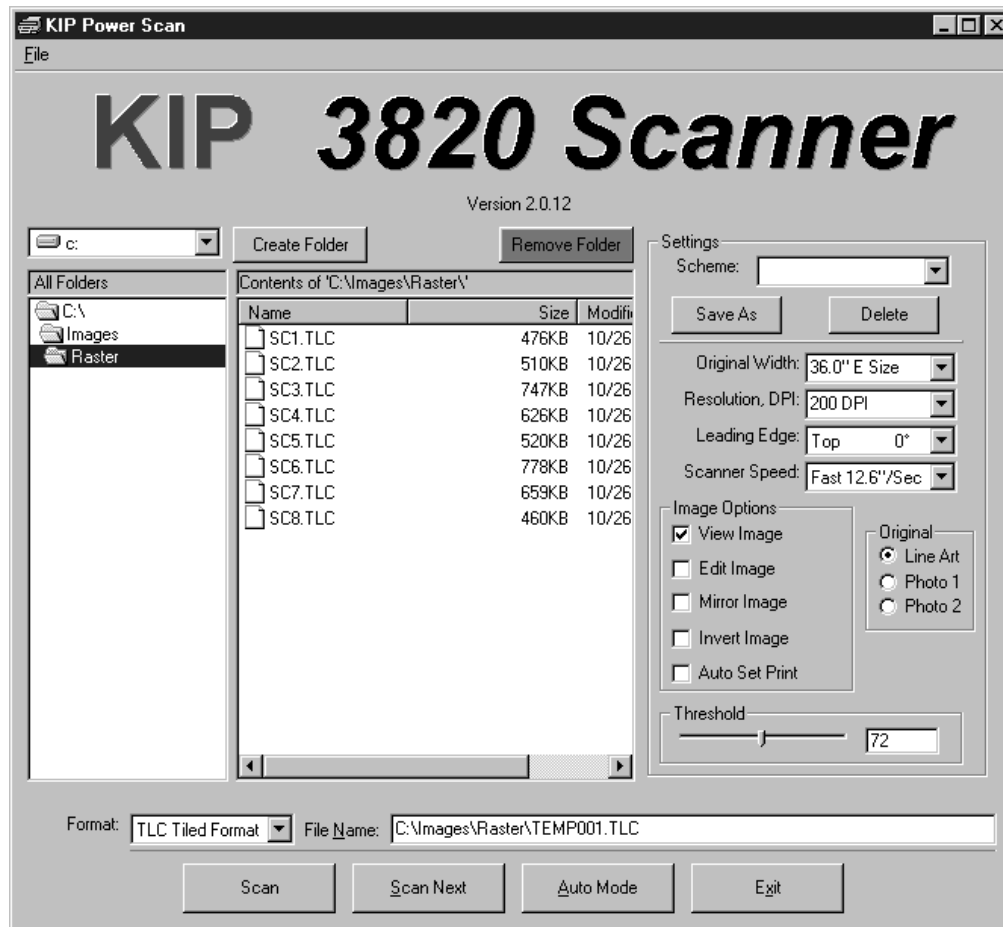 KIP Power Scan
File
KIP 3820 Scanner
Version 2.0.12
c:
Create Folder
Remove Folder
All Folders
C:\
Images
Raster
Contents of 'C:\Images\Raster\'
Name Size Modifi
SC1.TLC 476KB 10/26
SC2.TLC 510KB 10/26
SC3.TLC 747KB 10/26
SC4.TLC 626KB 10/26
SC5.TLC 520KB 10/26
SC6.TLC 778KB 10/26
SC7.TLC 659KB 10/26
SC8.TLC 460KB 10/26
Settings
Scheme:
Save As
Delete
Original Width: 36.0" E Size
Resolution, DPI: 200 DPI
Leading Edge: Top 0°
Scanner Speed: Fast 12.6"/Sec
Image Options
View Image
Edit Image
Mirror Image
Invert Image
Auto Set Print
Original
Line Art
Photo 1
Photo 2
Threshold
72
Format: TLC Tiled Format
File Name: C:\Images\Raster\TEMP001.TLC
Scan
Scan Next
Auto Mode
Exit